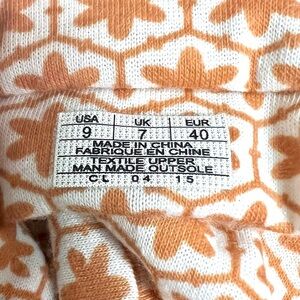 USA UK EUR
9 7 40
MADE IN CHINA
FABRIQUE EN CHINE
TEXTILE UPPER
MAN MADE OUTSOLE
CL 04 15